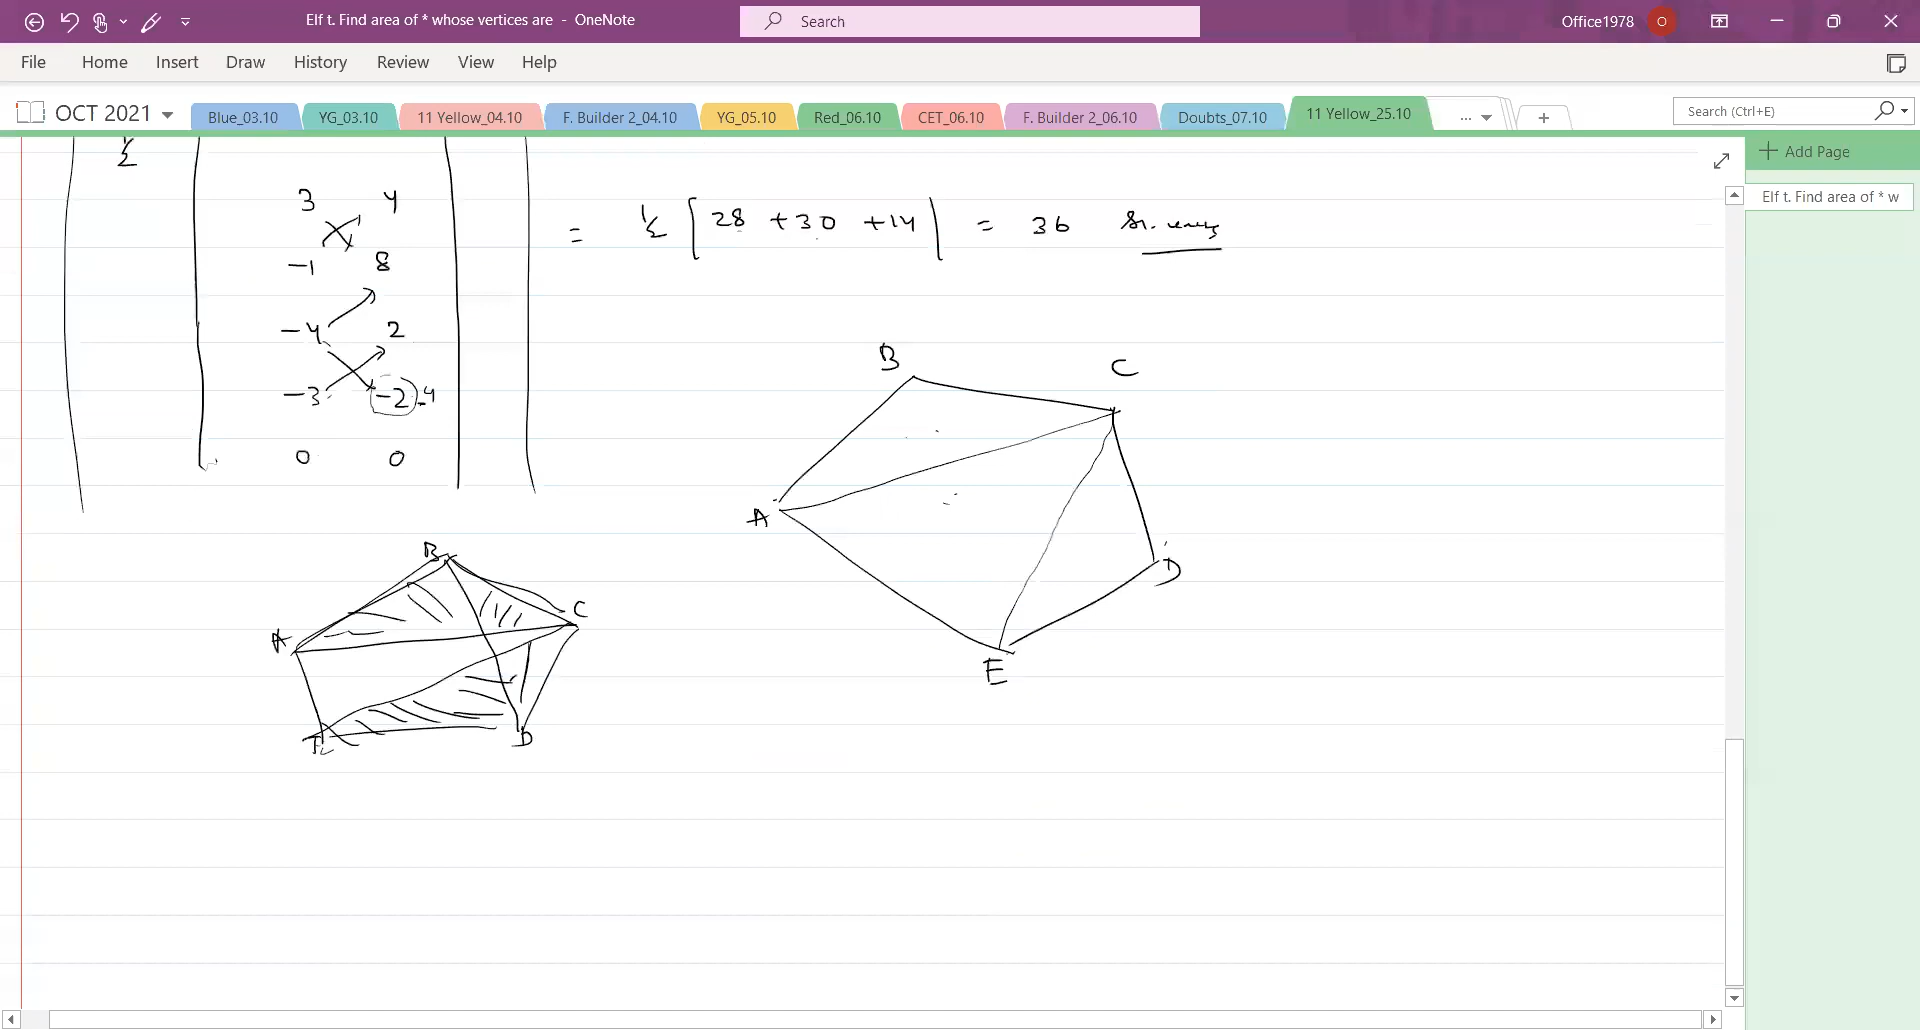 Elf t. Find area of * whose vertices are - OneNote
Search
Office1978
O
File Home Insert Draw History Review View Help
OCT 2021
Blue_03.10
YG_03.10
11 Yellow_04.10
F. Builder 2_04.10
YG_05.10
Red_06.10
CET_06.10
F. Builder 2_06.10
Doubts_07.10
11 Yellow_25.10
...
Search (Ctrl+E)
Add Page
Elf t. Find area of * w
½
3 4
-1 8
-4 2
-3 -2 -4
0 0
= ½ | 28 + 30 + 14 | = 36
B
C
A
D
E
B
C
A
D